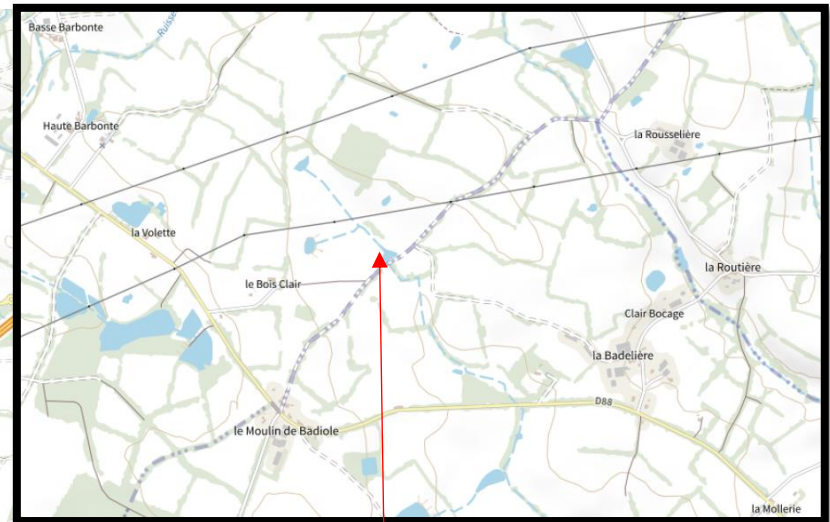 Basse Barbonte
Ruisse
Haute Barbonte
la Rousselière
la Volette
la Routière
le Bois Clair
Clair Bocage
la Badelière
D88
le Moulin de Badiole
la Mollerie